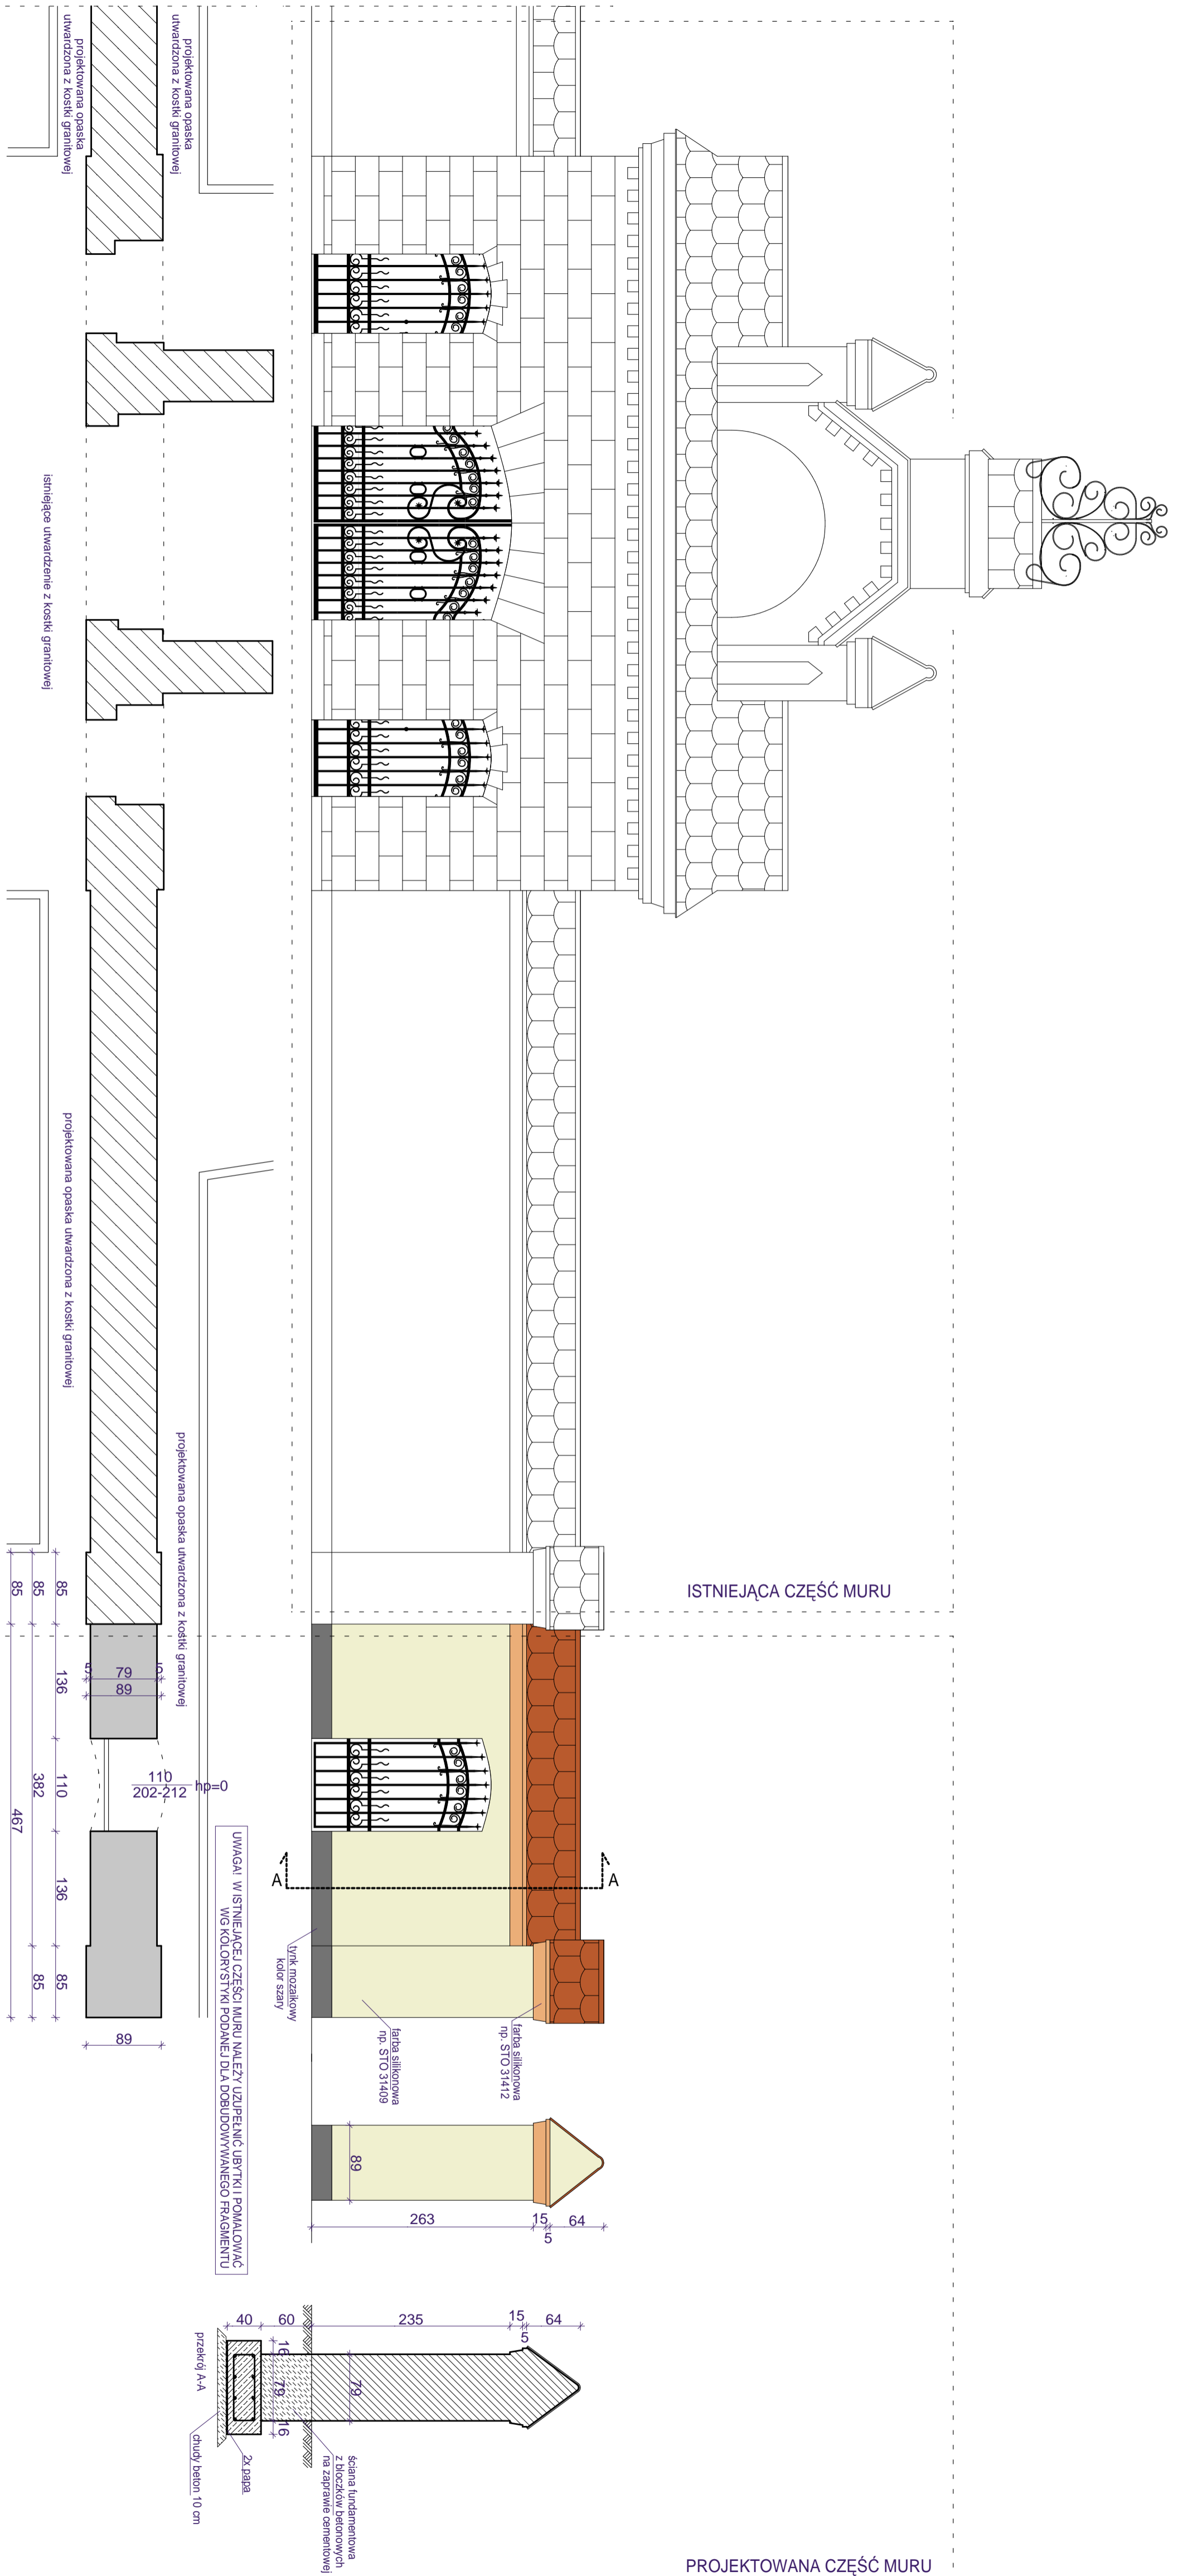 projektowana opaska
utwardzona z kostki granitowej
projektowana opaska
utwardzona z kostki granitowej
istniejące utwardzenie z kostki granitowej
projektowana opaska utwardzona z kostki granitowej
projektowana opaska utwardzona z kostki granitowej
ISTNIEJĄCA CZĘŚĆ MURU
85
85
85
136
79
89
110
382
467
110
202-212
hp=0
136
85
85
89
A
A
UWAGA! W ISTNIEJĄCEJ CZĘŚCI MURU NALEŻY UZUPEŁNIĆ UBYTKI I POMALOWAĆ
WG KOLORYSTYKI PODANEJ DLA DOBUDOWYWANEGO FRAGMENTU
tynk mozaikowy
kolor szary
farba silikonowa
np. STO 31409
farba silikonowa
np. STO 31412
89
263
15
5
64
40
60
235
15
5
64
16
79
16
79
przekrój A-A
chudy beton 10 cm
2x papa
ściana fundamentowa
z bloczków betonowych
na zaprawie cementowej
PROJEKTOWANA CZĘŚĆ MURU